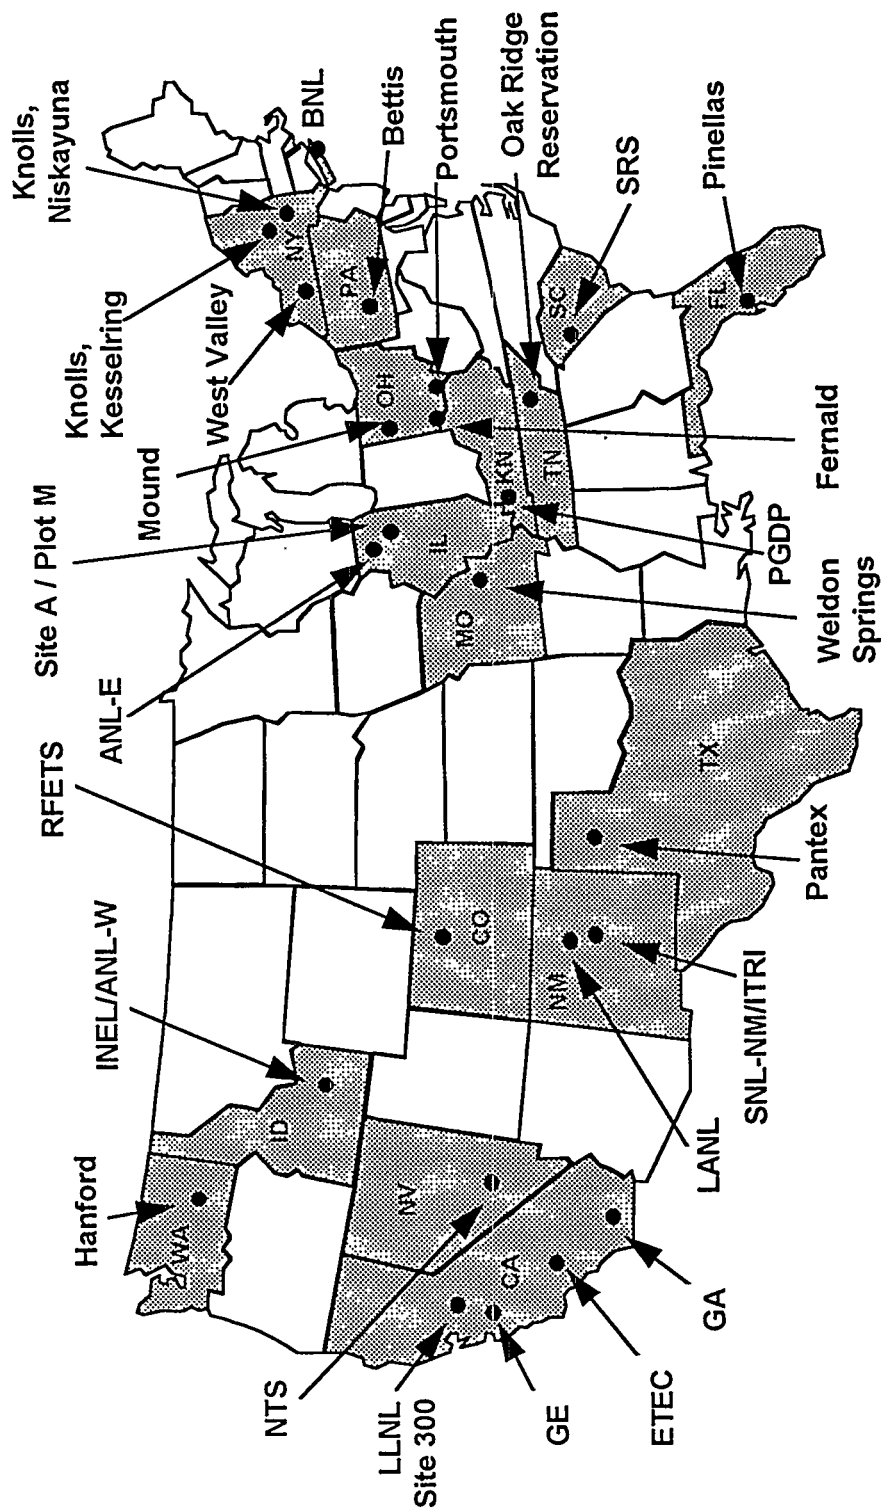 Hanford
INEL/ANL-W
RFETS
ANL-E
Site A / Plot M
Mound
West Valley
Knolls,
Kesselring
Knolls,
Niskayuna
BNL
Bettis
Portsmouth
Oak Ridge
Reservation
SRS
Pinellas
Fernald
PGDP
Weldon
Springs
Pantex
SNL-NM/ITRI
LANL
GA
ETEC
GE
LLNL
Site 300
NTS
WA
ID
NV
CA
CO
NM
TX
MO
IL
OH
KN
TN
NY
PA
SC
FL